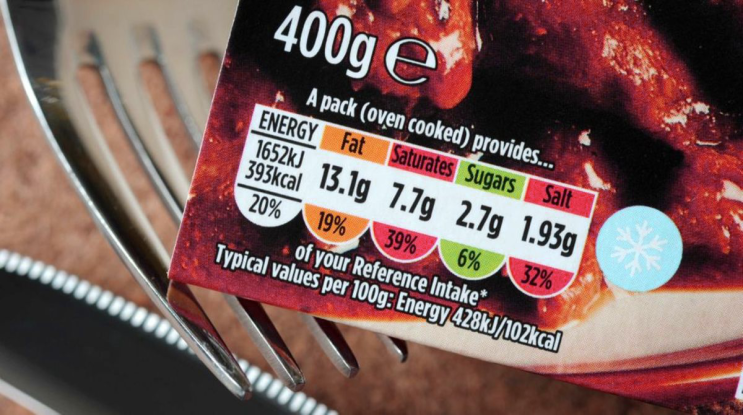 400g ℮
A pack (oven cooked) provides...
ENERGY Fat Saturates Sugars Salt
1652kJ
393kcal 13.1g 7.7g 2.7g 1.93g
20% 19% 39% 6% 32%
of your Reference Intake*
Typical values per 100g: Energy 428kJ/102kcal